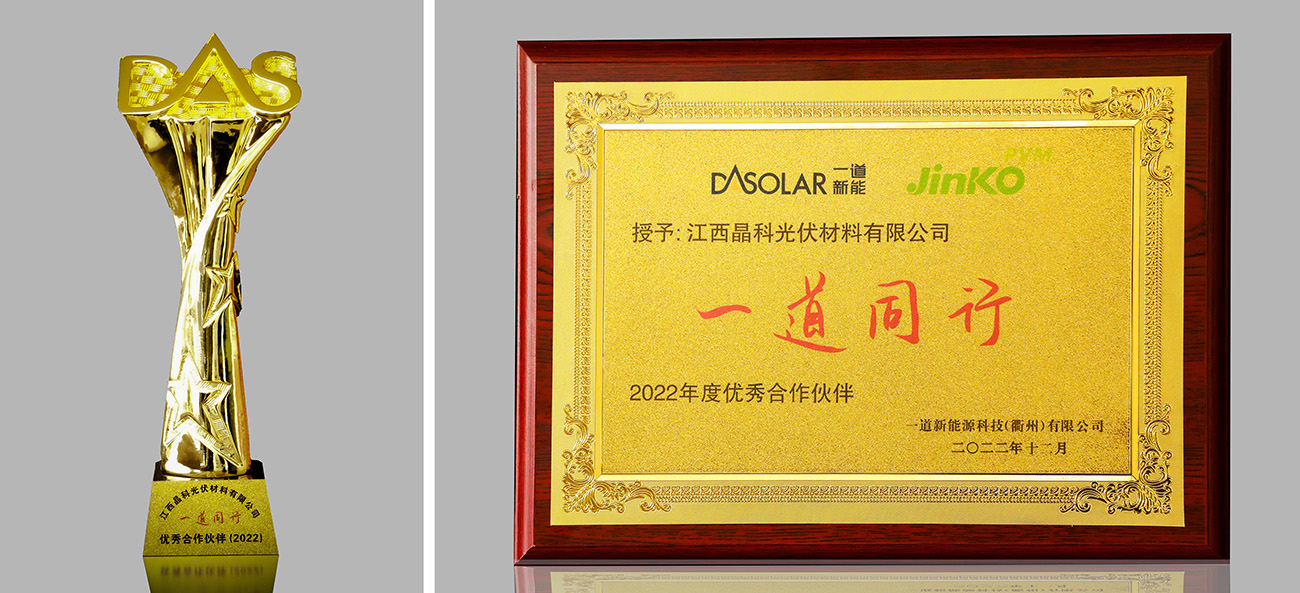 DAS
江西晶科光伏材料有限公司
一道同行
优秀合作伙伴(2022)
DASOLAR 一道新能
PVM
JinKO
授予: 江西晶科光伏材料有限公司
一道同行
2022年度优秀合作伙伴
一道新能源科技(衢州)有限公司
二〇二二年十二月